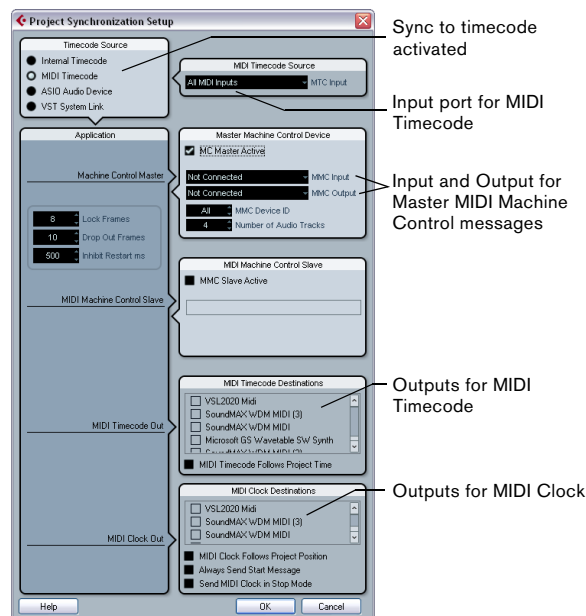 Project Synchronization Setup
Timecode Source
Internal Timecode
MIDI Timecode
ASIO Audio Device
VST System Link
MIDI Timecode Source
All MIDI Inputs
MTC Input
Sync to timecode
activated
Input port for MIDI
Timecode
Application
Machine Control Master
8 Lock Frames
10 Drop Out Frames
500 Inhibit Restart ms
MIDI Machine Control Slave
MIDI Timecode Out
MIDI Clock Out
Master Machine Control Device
MC Master Active
Not Connected MMC Input
Not Connected MMC Output
All MMC Device ID
4 Number of Audio Tracks
Input and Output for
Master MIDI Machine
Control messages
MIDI Machine Control Slave
MMC Slave Active
MIDI Timecode Destinations
VSL2020 Midi
SoundMAX WDM MIDI (3)
SoundMAX WDM MIDI
Microsoft GS Wavetable SW Synth
SoundMAX WDM MIDI (2)
MIDI Timecode Follows Project Time
Outputs for MIDI
Timecode
MIDI Clock Destinations
VSL2020 Midi
SoundMAX WDM MIDI (3)
SoundMAX WDM MIDI
MIDI Clock Follows Project Position
Always Send Start Message
Send MIDI Clock in Stop Mode
Outputs for MIDI Clock
Help
OK
Cancel